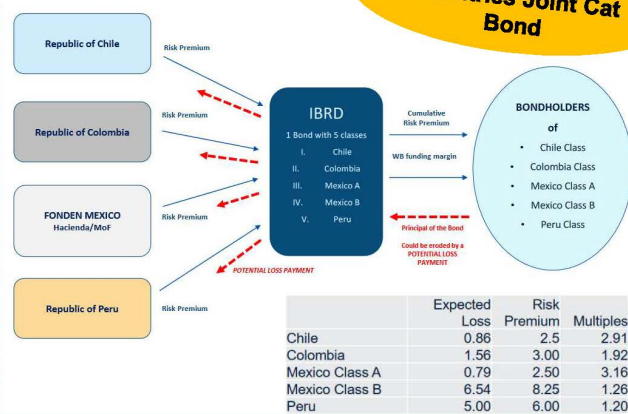 Joint Cat
Bond
Republic of Chile
Risk Premium
Republic of Colombia
Risk Premium
FONDEN MEXICO
Hacienda/MoF
Risk Premium
Republic of Peru
Risk Premium
POTENTIAL LOSS PAYMENT
IBRD
1 Bond with 5 classes
I. Chile
II. Colombia
III. Mexico A
IV. Mexico B
V. Peru
Cumulative
Risk Premium
WB funding margin
Principal of the Bond
Could be eroded by a
POTENTIAL LOSS
PAYMENT
BONDHOLDERS
of
• Chile Class
• Colombia Class
• Mexico Class A
• Mexico Class B
• Peru Class
Expected Risk
Loss Premium Multiples
Chile 0.86 2.5 2.91
Colombia 1.56 3.00 1.92
Mexico Class A 0.79 2.50 3.16
Mexico Class B 6.54 8.25 1.26
Peru 5.00 6.00 1.20